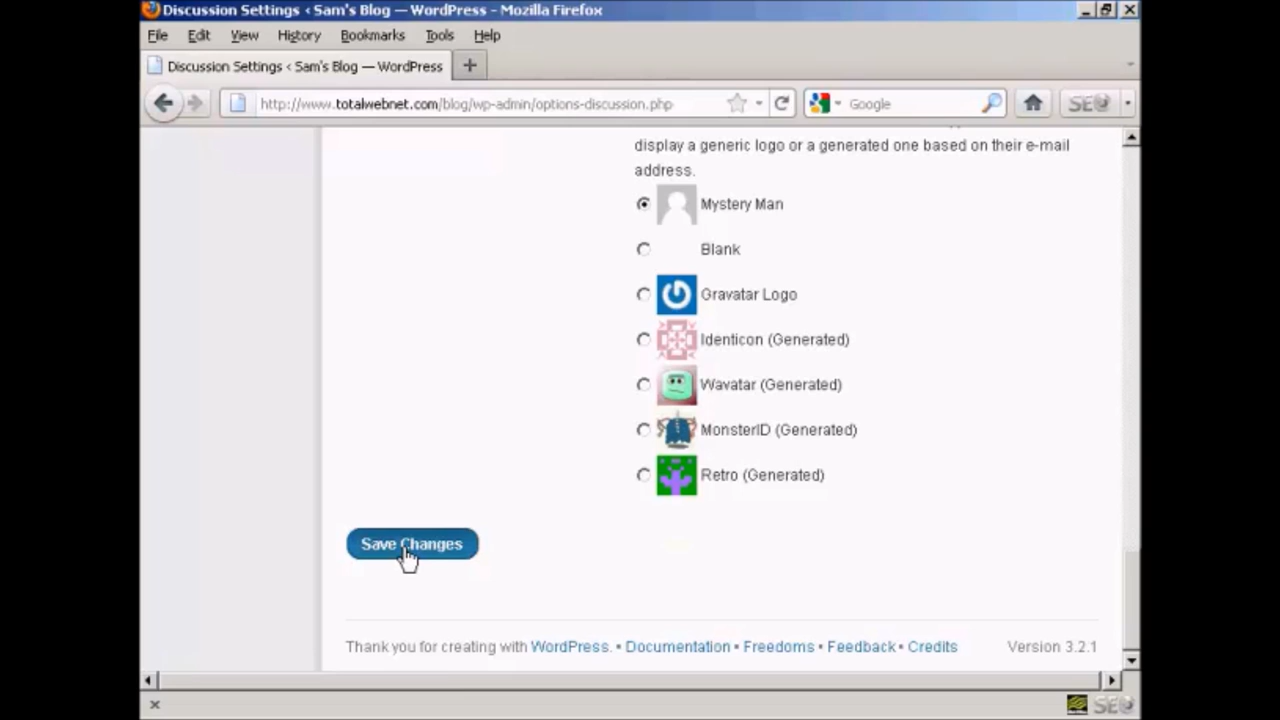 Discussion Settings ‹ Sam's Blog — WordPress - Mozilla Firefox
File Edit View History Bookmarks Tools Help
Discussion Settings ‹ Sam's Blog — WordPress
http://www.totalwebnet.com/blog/wp-admin/options-discussion.php
Google
SEO
display a generic logo or a generated one based on their e-mail
address.
Mystery Man
Blank
Gravatar Logo
Identicon (Generated)
Wavatar (Generated)
MonsterID (Generated)
Retro (Generated)
Save Changes
Thank you for creating with WordPress. • Documentation • Freedoms • Feedback • Credits Version 3.2.1
SEO